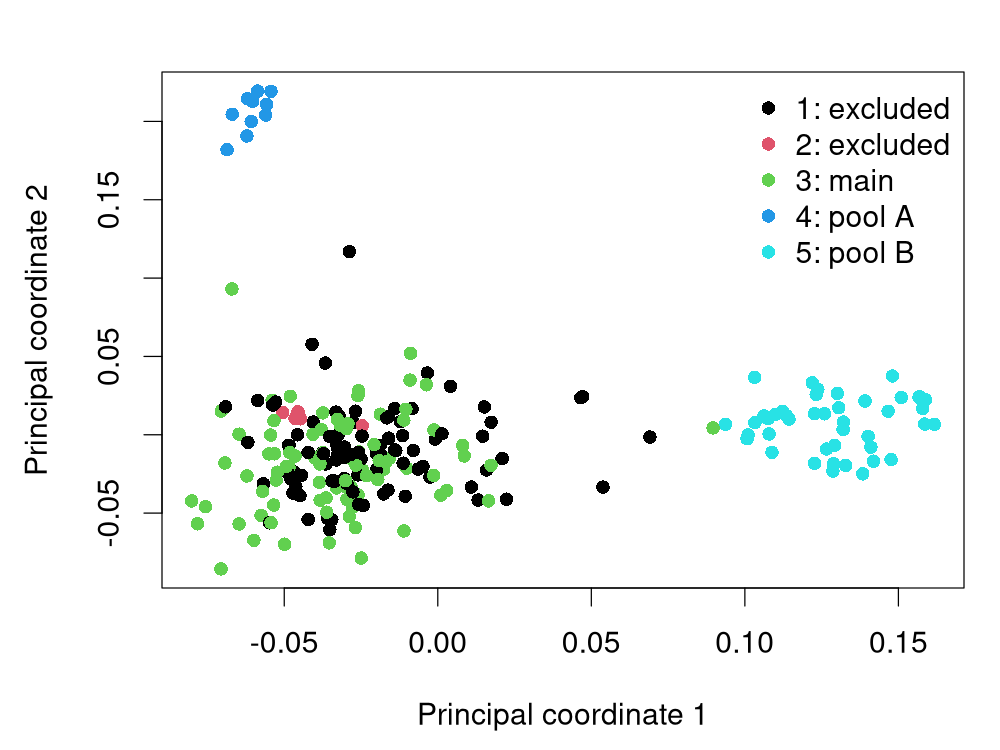 1: excluded
2: excluded
3: main
4: pool A
5: pool B
Principal coordinate 2
0.15
0.05
-0.05
-0.05
0.00
0.05
0.10
0.15
Principal coordinate 1